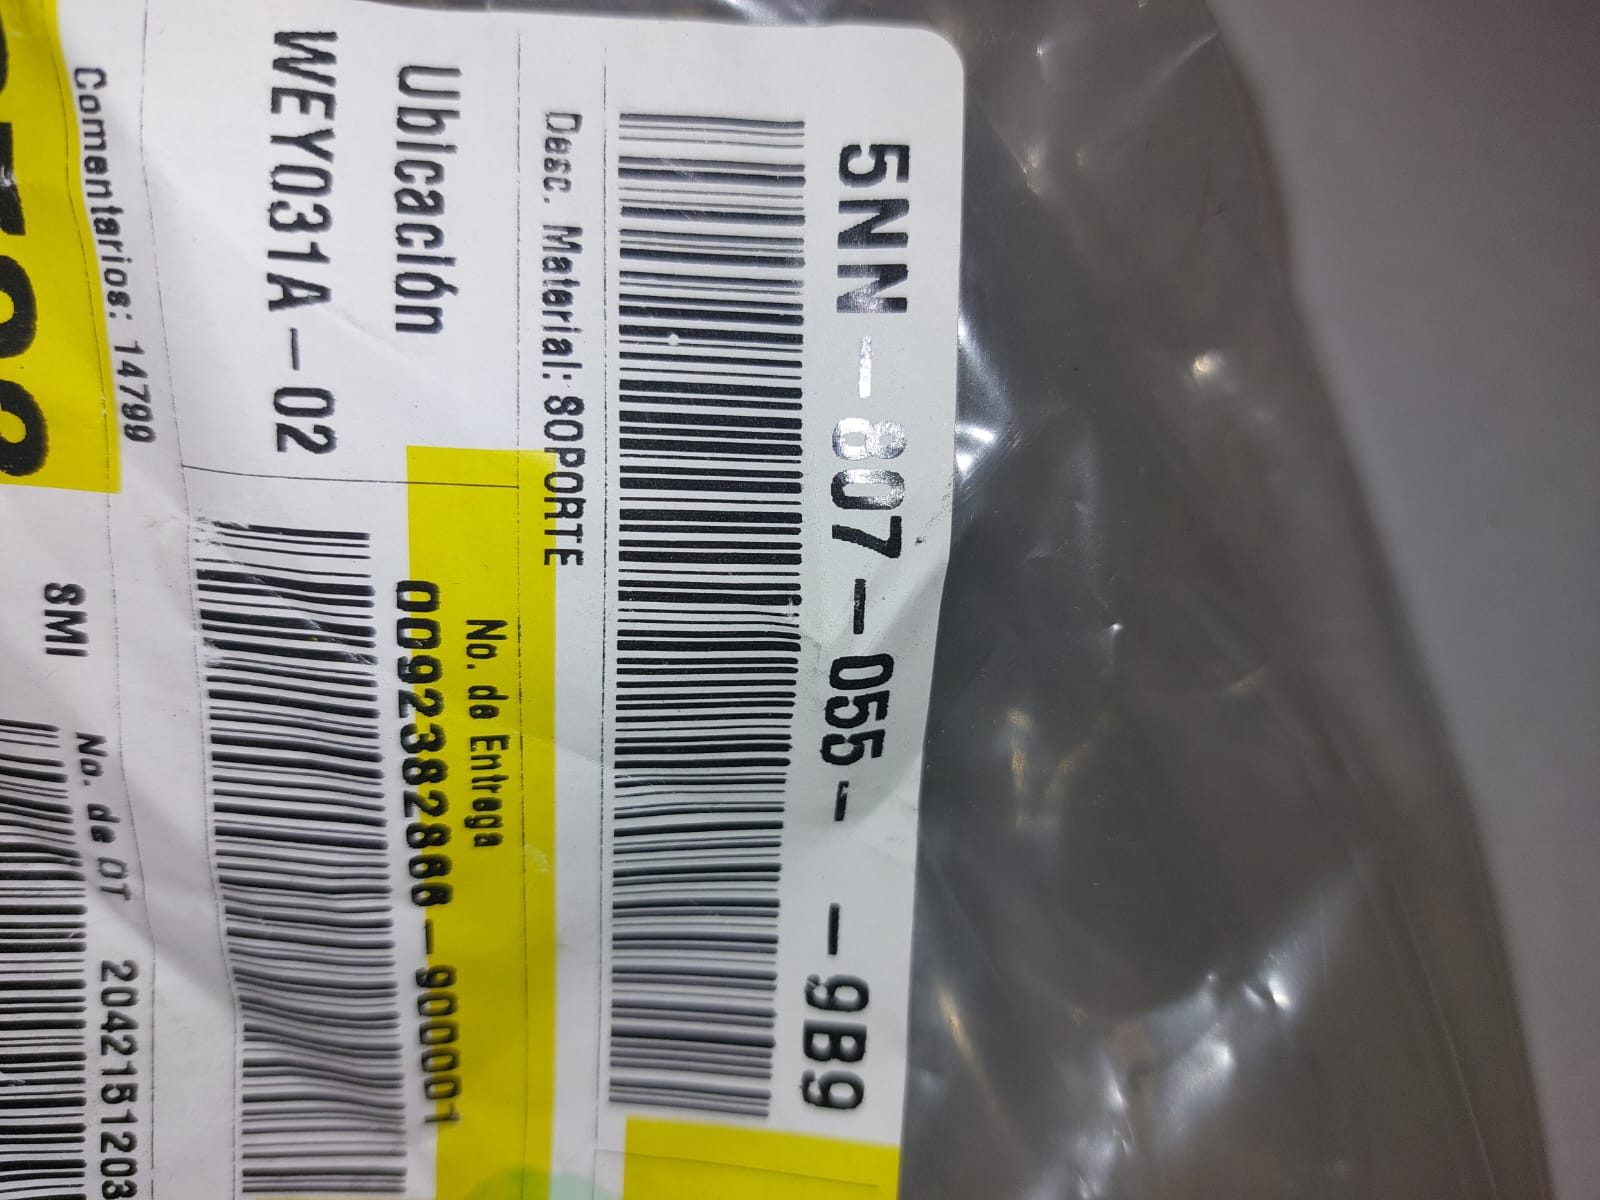 5NN-807-055- -9B9
Desc. Material: SOPORTE
Ubicación
WEY031A-02
No. de Entrega
0092382868-900001
Comentarios: 14799
SMI
No. de OT 2042151203